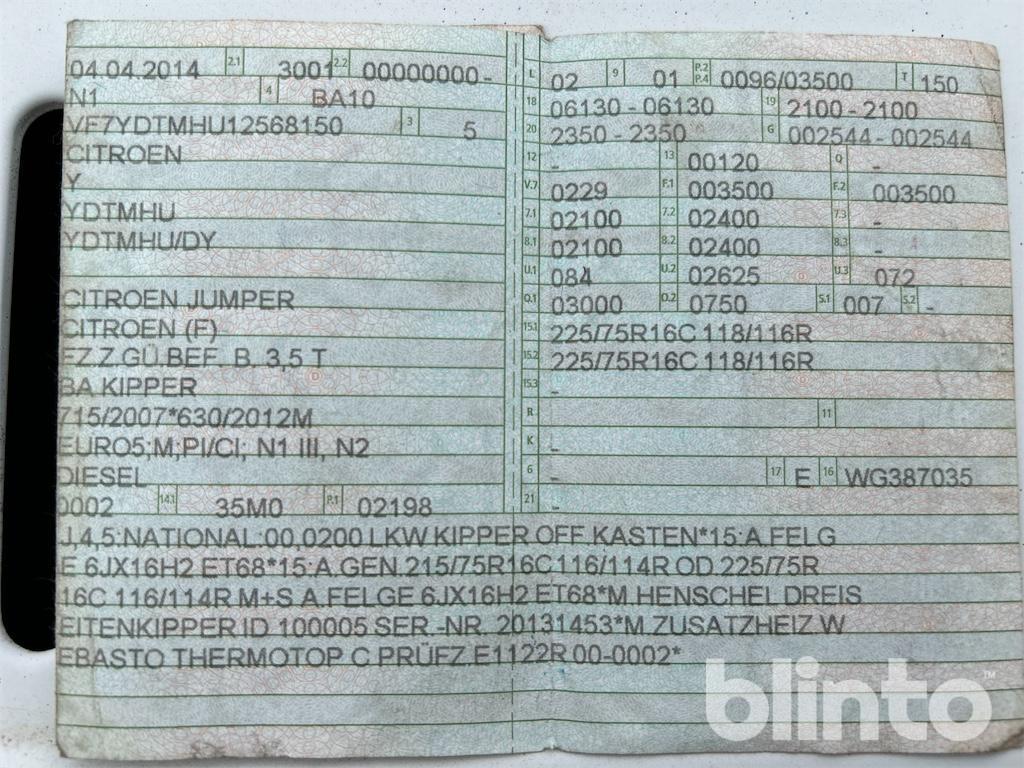 04.04.2014 2.1 3001 2.2 00000000 -
N1 4 BA10
VF7YDTMHU12568150 3 5
CITROEN
Y
YDTMHU
YDTMHU/DY
CITROEN JUMPER
CITROEN (F)
FZ.Z.GÜ.BEF. B. 3,5 T
BA KIPPER
715/2007*630/2012M
EURO5;M;PI/CI; N1 III, N2
DIESEL
0002 14.1 35M0 P.1 02198
L 02 9 01 P.2 P.4 0096/03500 T 150
18 06130 - 06130 19 2100 - 2100
20 2350 - 2350 G 002544 - 002544
12 - 13 00120 Q -
V.7 0229 F.1 003500 F.2 003500
7.1 02100 7.2 02400 7.3 -
8.1 02100 8.2 02400 8.3 -
U.1 084 U.2 02625 U.3 072
O.1 03000 O.2 0750 S.1 007 S.2 -
15.1 225/75R16C 118/116R
15.2 225/75R16C 118/116R
15.3 -
R 11
K -
6 - 17 E 16 WG387035
21 -
J,4,5:NATIONAL:00,0200 LKW KIPPER OFF.KASTEN*15:A.FELG
E 6JX16H2 ET68*15:A.GEN.215/75R16C 116/114R OD.225/75R
16C 116/114R M+S A.FELGE 6JX16H2 ET68*M.HENSCHEL DREIS
EITENKIPPER ID 100005 SER.-NR. 20131453*M.ZUSATZHEIZ.W
EBASTO THERMOTOP C PRÜFZ.E1122R 00-0002*
blinto™